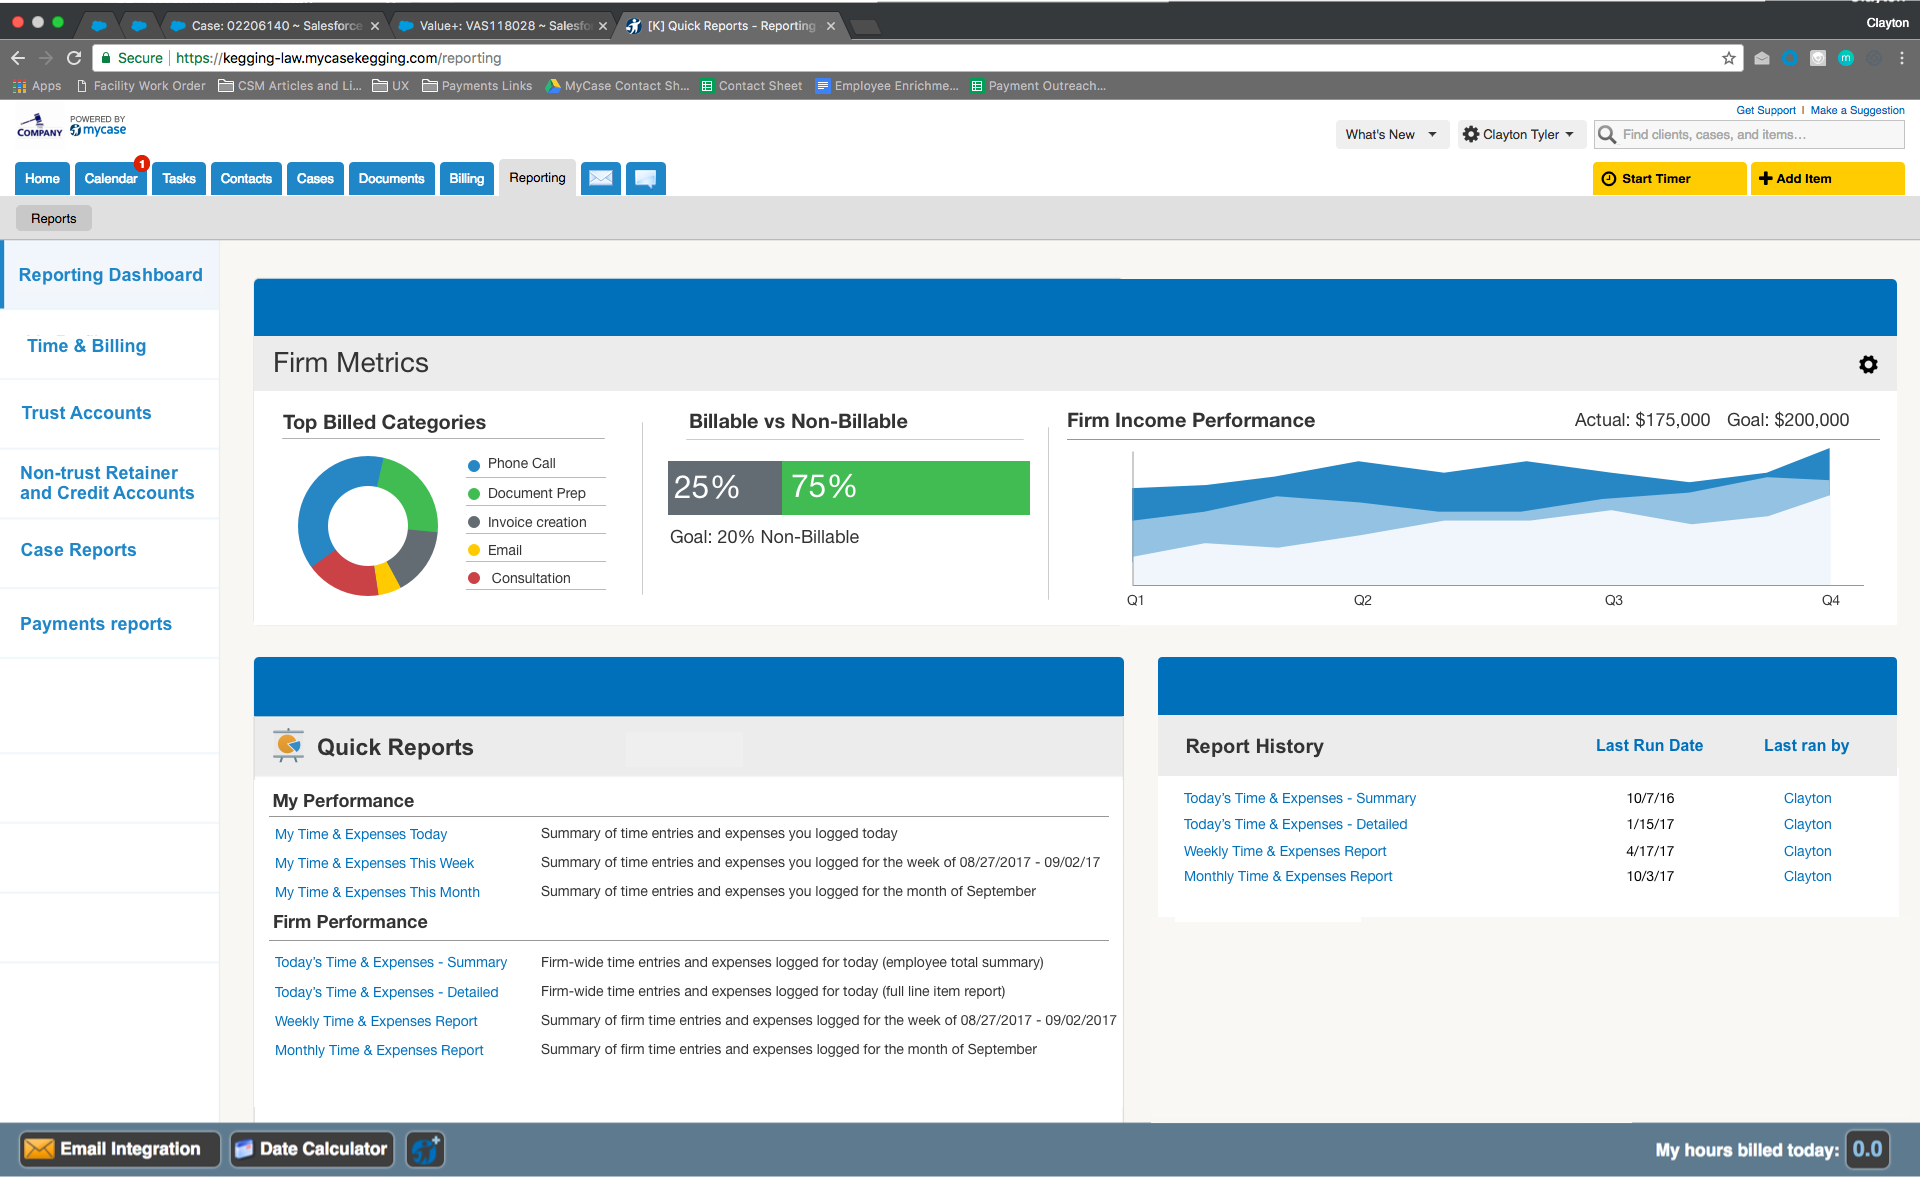 Clayton
Case: 02206140 ~ Salesforce
Value+: VAS118028 ~ Salesfo
[K] Quick Reports - Reporting
Secure
https://kegging-law.mycasekegging.com/reporting
Apps
Facility Work Order
CSM Articles and Li...
UX
Payments Links
MyCase Contact Sh...
Contact Sheet
Employee Enrichme...
Payment Outreach...
Get Support | Make a Suggestion
COMPANY
POWERED BY
mycase
What's New
Clayton Tyler
Find clients, cases, and items...
Home
Calendar
1
Tasks
Contacts
Cases
Documents
Billing
Reporting
Start Timer
Add Item
Reports
Reporting Dashboard
Time & Billing
Trust Accounts
Non-trust Retainer
and Credit Accounts
Case Reports
Payments reports
Firm Metrics
Top Billed Categories
Phone Call
Document Prep
Invoice creation
Email
Consultation
Billable vs Non-Billable
25%
75%
Goal: 20% Non-Billable
Firm Income Performance
Actual: $175,000 Goal: $200,000
Q1
Q2
Q3
Q4
Quick Reports
My Performance
My Time & Expenses Today
Summary of time entries and expenses you logged today
My Time & Expenses This Week
Summary of time entries and expenses you logged for the week of 08/27/2017 - 09/02/17
My Time & Expenses This Month
Summary of time entries and expenses you logged for the month of September
Firm Performance
Today's Time & Expenses - Summary
Firm-wide time entries and expenses logged for today (employee total summary)
Today's Time & Expenses - Detailed
Firm-wide time entries and expenses logged for today (full line item report)
Weekly Time & Expenses Report
Summary of firm time entries and expenses logged for the week of 08/27/2017 - 09/02/2017
Monthly Time & Expenses Report
Summary of firm time entries and expenses logged for the month of September
Report History
Last Run Date
Last ran by
Today's Time & Expenses - Summary
10/7/16
Clayton
Today's Time & Expenses - Detailed
1/15/17
Clayton
Weekly Time & Expenses Report
4/17/17
Clayton
Monthly Time & Expenses Report
10/3/17
Clayton
Email Integration
Date Calculator
My hours billed today: 0.0